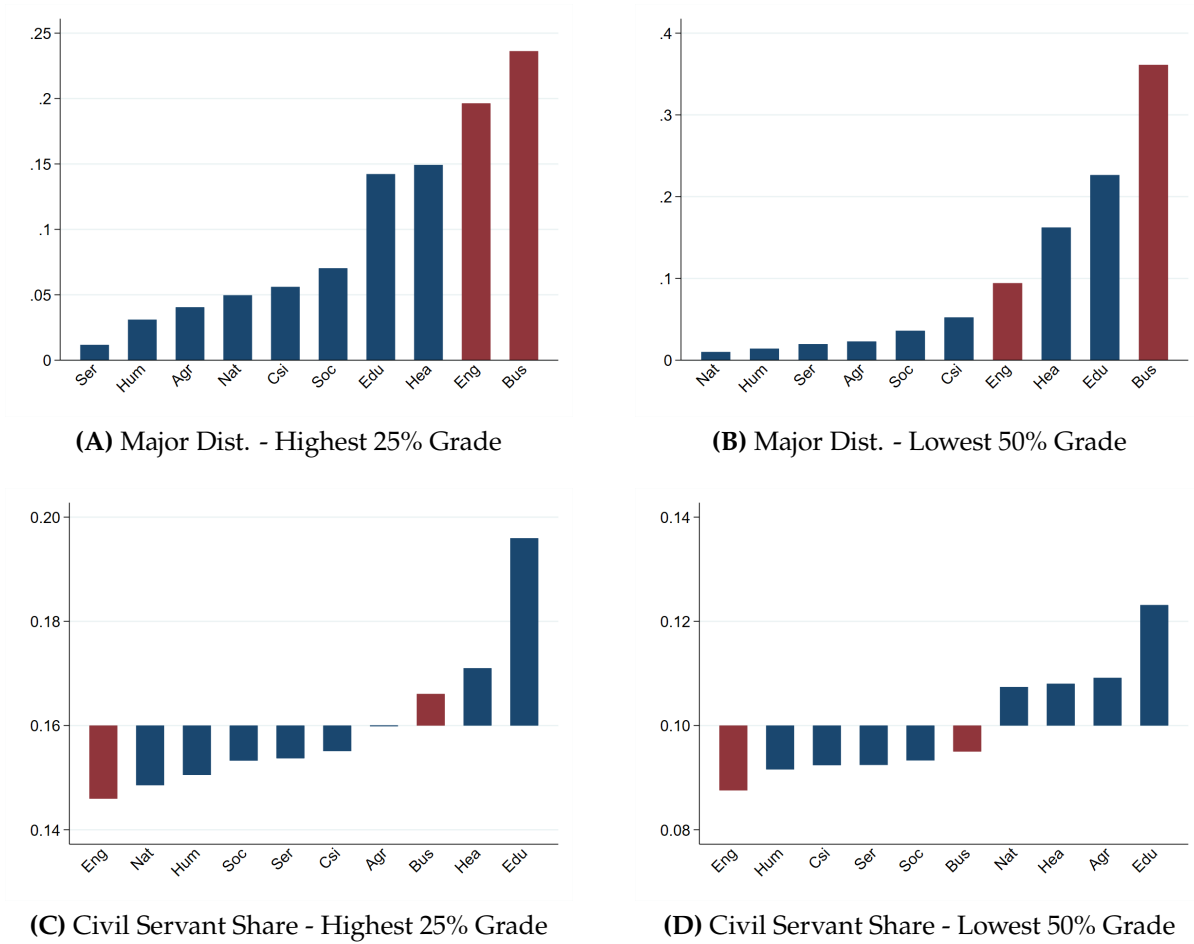 .25
.2
.15
.1
.05
0
Ser Hum Agr Nat Csi Soc Edu Hea Eng Bus
(A) Major Dist. - Highest 25% Grade
.4
.3
.2
.1
0
Nat Hum Ser Agr Soc Csi Eng Hea Edu Bus
(B) Major Dist. - Lowest 50% Grade
0.20
0.18
0.16
0.14
Eng Nat Hum Soc Ser Csi Agr Bus Hea Edu
(C) Civil Servant Share - Highest 25% Grade
0.14
0.12
0.10
0.08
Eng Hum Csi Ser Soc Bus Nat Hea Agr Edu
(D) Civil Servant Share - Lowest 50% Grade